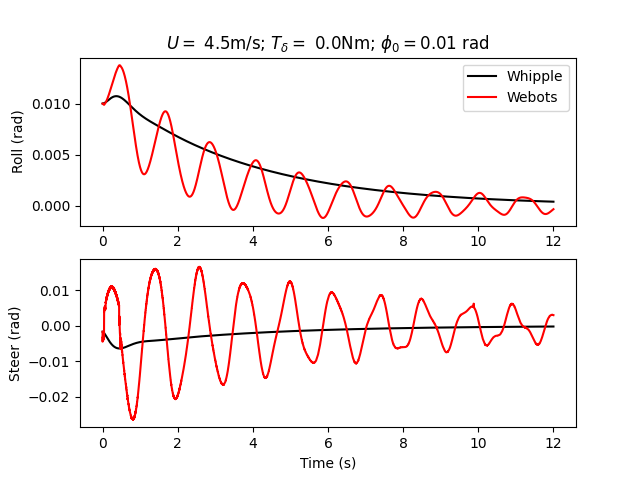 U = 4.5m/s; Tδ = 0.0Nm; ϕ0 = 0.01 rad
Whipple
Webots
Roll (rad)
0.010
0.005
0.000
0 2 4 6 8 10 12
Steer (rad)
0.01
0.00
−0.01
−0.02
0 2 4 6 8 10 12
Time (s)